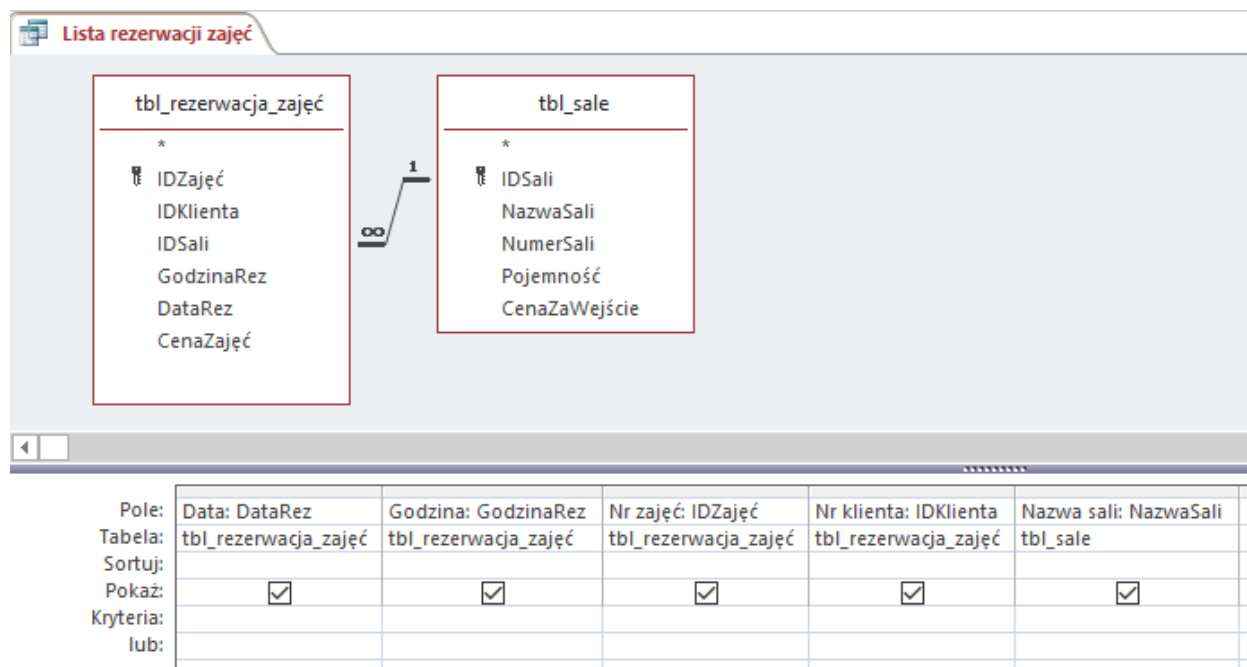 Lista rezerwacji zajęć
tbl_rezerwacja_zajęć
*
IDZajęć
IDKlienta
IDSali
GodzinaRez
DataRez
CenaZajęć
1
∞
tbl_sale
*
IDSali
NazwaSali
NumerSali
Pojemność
CenaZaWejście
Pole: Data: DataRez Godzina: GodzinaRez Nr zajęć: IDZajęć Nr klienta: IDKlienta Nazwa sali: NazwaSali
Tabela: tbl_rezerwacja_zajęć tbl_rezerwacja_zajęć tbl_rezerwacja_zajęć tbl_rezerwacja_zajęć tbl_sale
Sortuj:
Pokaż:
Kryteria:
lub: